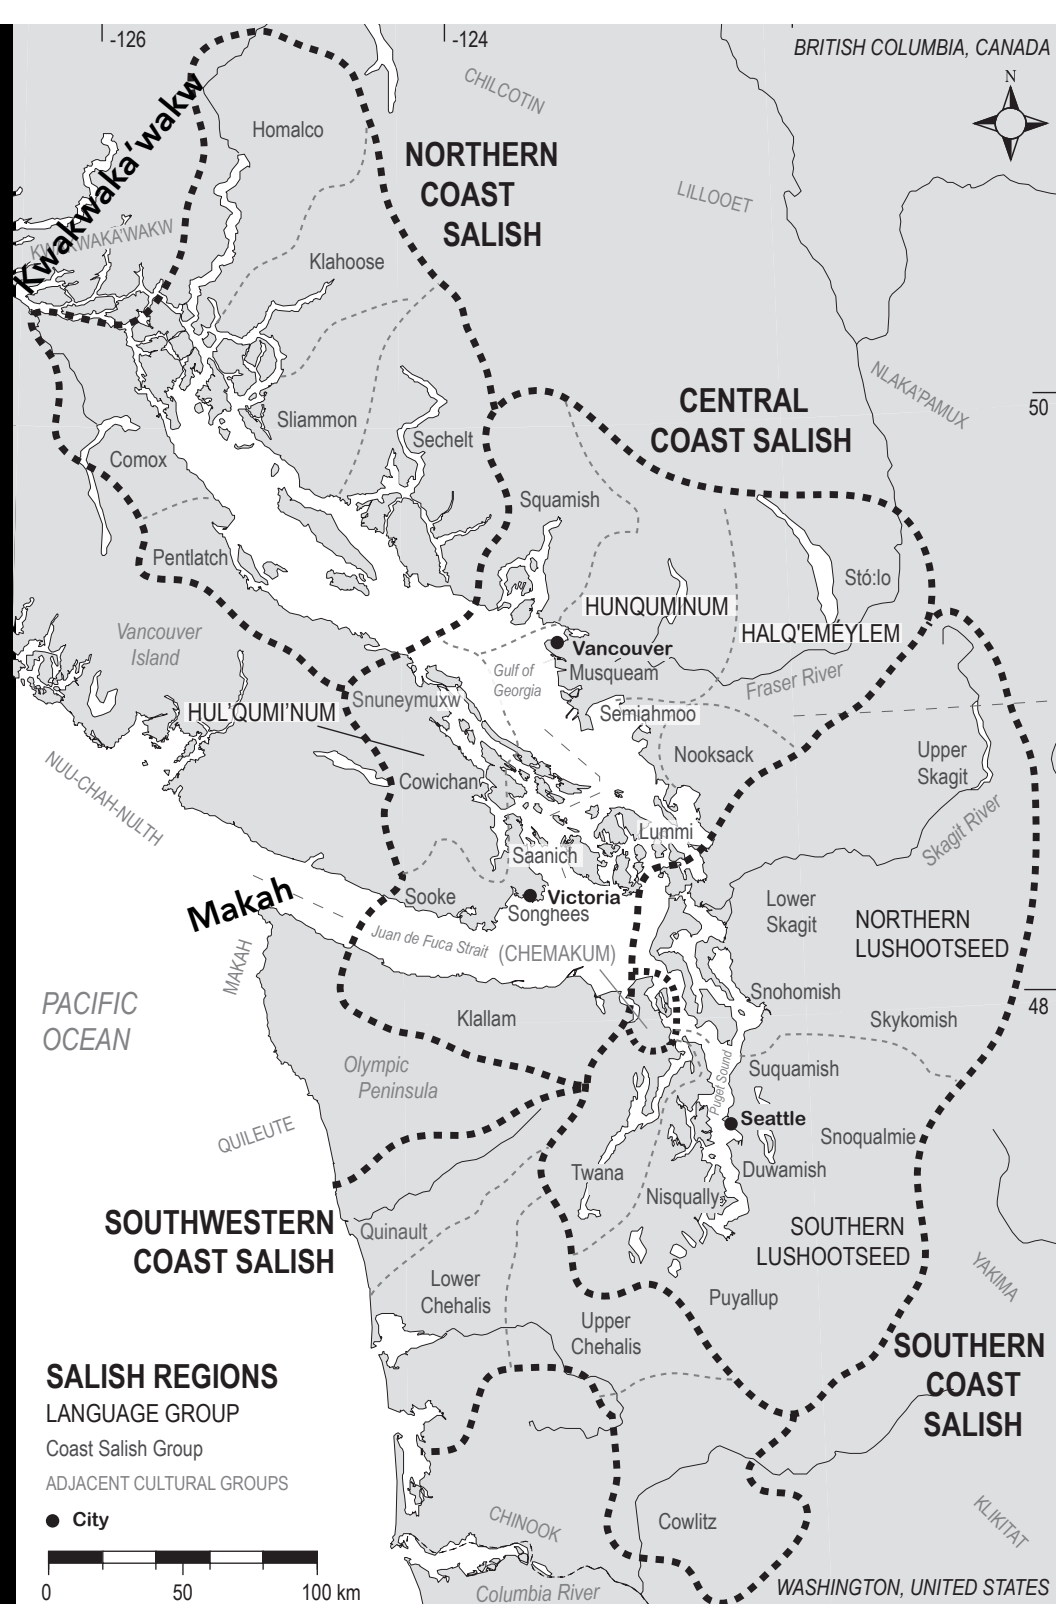 -126
-124
BRITISH COLUMBIA, CANADA
N
CHILCOTIN
Homalco
Kwakwaka'wakw
NORTHERN
COAST
SALISH
LILLOOET
KWAKWAKA'WAKW
Klahoose
NLAKA'PAMUX
50
CENTRAL
COAST SALISH
Sliammon
Sechelt
Comox
Squamish
Pentlatch
Stó:lo
HUNQUMINUM
HALQ'EMEYLEM
Vancouver
Island
Vancouver
Musqueam
Gulf of
Georgia
Fraser River
Snuneymuxw
HUL'QUMI'NUM
Semiahmoo
Nooksack
Upper
Skagit
NUU-CHAH-NULTH
Cowichan
Skagit River
Lummi
Saanich
Makah
Sooke
Victoria
Songhees
Lower
Skagit
NORTHERN
LUSHOOTSEED
Juan de Fuca Strait
(CHEMAKUM)
MAKAH
PACIFIC
OCEAN
Snohomish
48
Klallam
Skykomish
Olympic
Peninsula
Suquamish
Puget Sound
Seattle
QUILEUTE
Snoqualmie
Twana
Duwamish
Nisqually
SOUTHWESTERN
COAST SALISH
Quinault
SOUTHERN
LUSHOOTSEED
YAKIMA
Lower
Chehalis
Puyallup
Upper
Chehalis
SOUTHERN
COAST
SALISH
SALISH REGIONS
LANGUAGE GROUP
Coast Salish Group
ADJACENT CULTURAL GROUPS
City
CHINOOK
Cowlitz
KLIKITAT
0 50 100 km
Columbia River
WASHINGTON, UNITED STATES